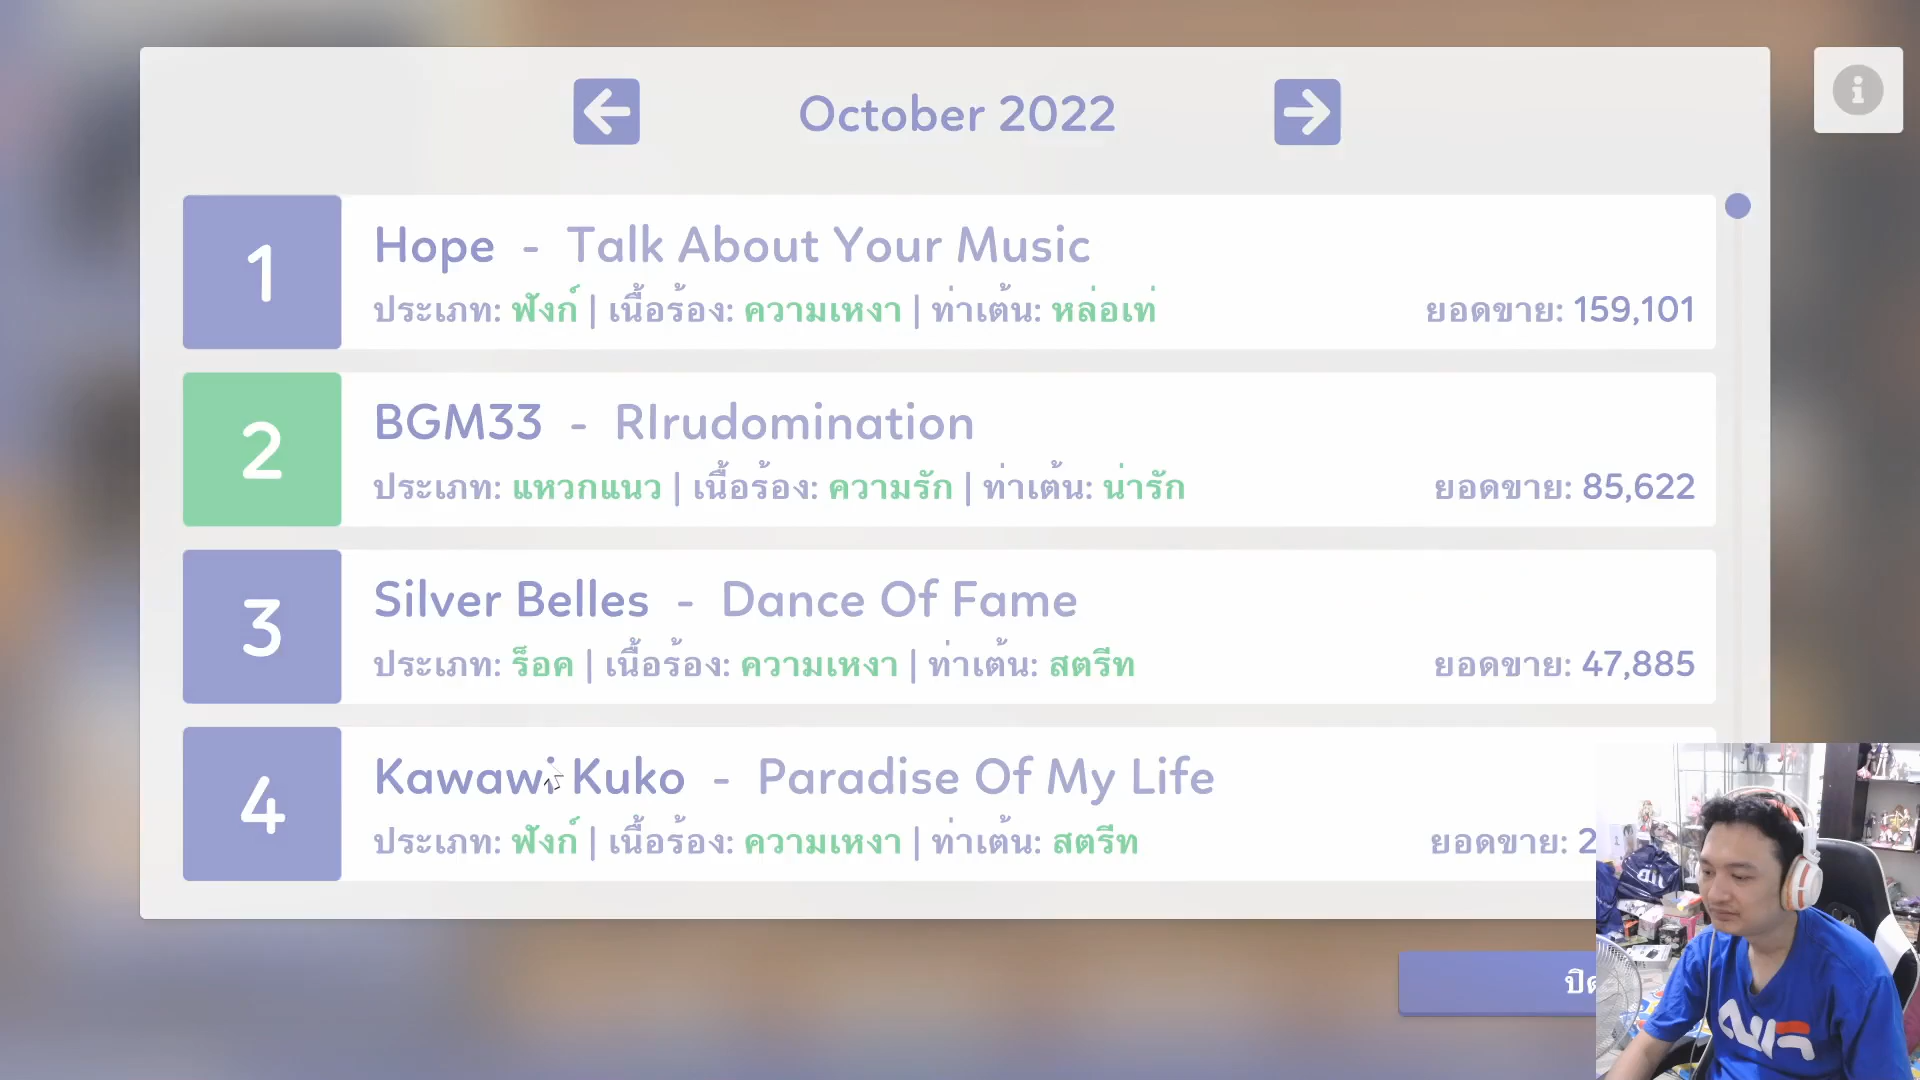 October 2022
1
Hope - Talk About Your Music
ประเภท: ฟังก์ | เนื้อร้อง: ความเหงา | ท่าเต้น: หล่อเท่
ยอดขาย: 159,101
2
BGM33 - RIrudomination
ประเภท: แหวกแนว | เนื้อร้อง: ความรัก | ท่าเต้น: น่ารัก
ยอดขาย: 85,622
3
Silver Belles - Dance Of Fame
ประเภท: ร็อค | เนื้อร้อง: ความเหงา | ท่าเต้น: สตรีท
ยอดขาย: 47,885
4
Kawawi Kuko - Paradise Of My Life
ประเภท: ฟังก์ | เนื้อร้อง: ความเหงา | ท่าเต้น: สตรีท
ยอดขาย: 2